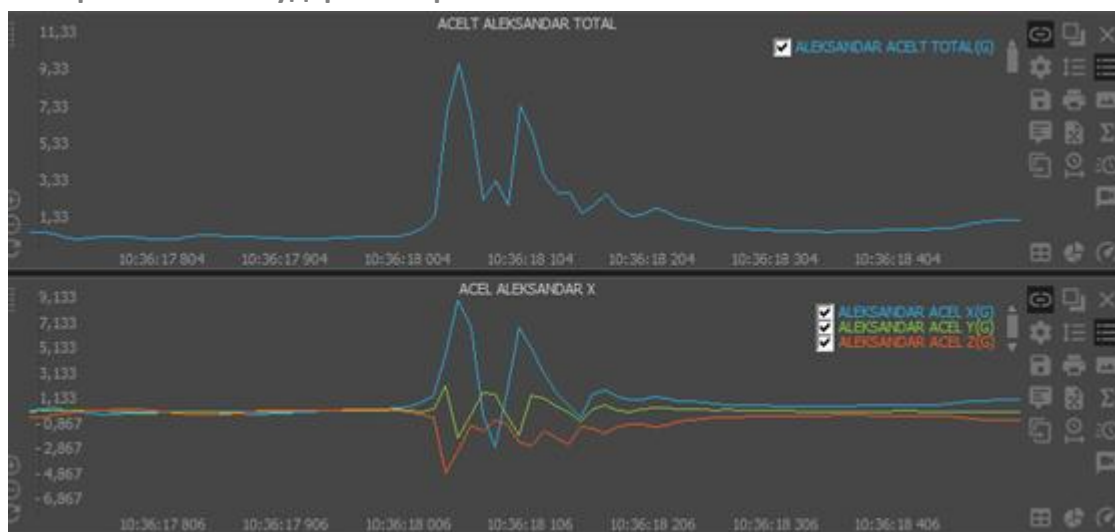 ACELT ALEKSANDAR TOTAL
ALEKSANDAR ACELT TOTAL(G)
11,33
9,33
7,33
5,33
3,33
1,33
10:36:17 804 10:36:17 904 10:36:18 004 10:36:18 104 10:36:18 204 10:36:18 304 10:36:18 404
ACEL ALEKSANDAR X
ALEKSANDAR ACEL X(G)
ALEKSANDAR ACEL Y(G)
ALEKSANDAR ACEL Z(G)
9,133
7,133
5,133
3,133
1,133
-0,867
-2,867
-4,867
-6,867
10:36:17 806 10:36:17 906 10:36:18 006 10:36:18 106 10:36:18 206 10:36:18 306 10:36:18 406